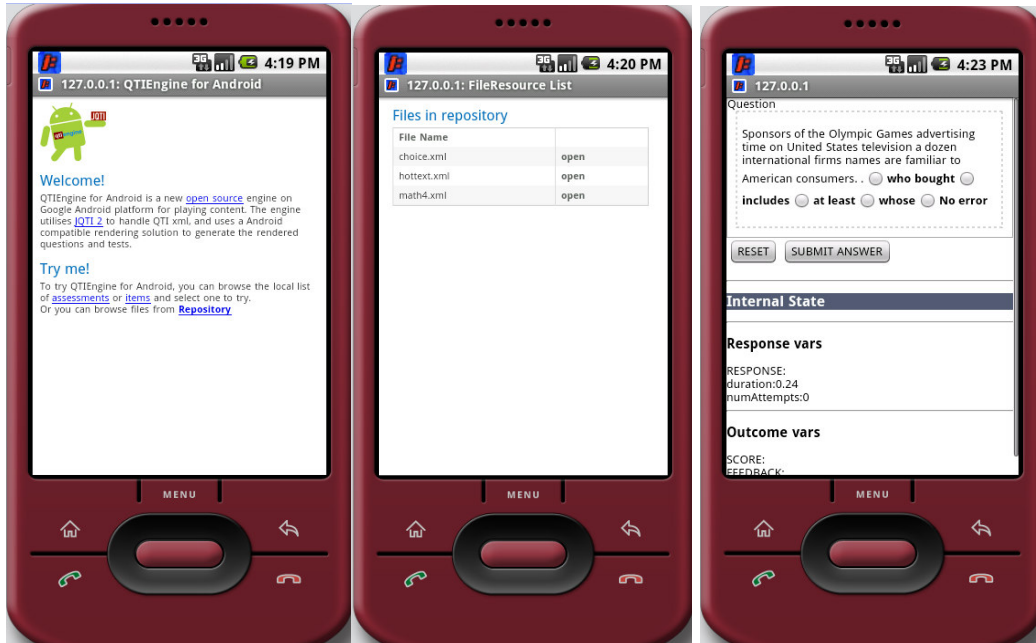 3G 4:19 PM
127.0.0.1: QTIEngine for Android
JQTI
qtiengine
Welcome!
QTIEngine for Android is a new open source engine on
Google Android platform for playing content. The engine
utilises JQTI 2 to handle QTI xml, and uses a Android
compatible rendering solution to generate the rendered
questions and tests.
Try me!
To try QTIEngine for Android, you can browse the local list
of assessments or items and select one to try.
Or you can browse files from Repository
MENU
3G 4:20 PM
127.0.0.1: FileResource List
Files in repository
File Name
choice.xml open
hottext.xml open
math4.xml open
MENU
3G 4:23 PM
127.0.0.1
Question
Sponsors of the Olympic Games advertising
time on United States television a dozen
international firms names are familiar to
American consumers. . who bought
includes at least whose No error
RESET SUBMIT ANSWER
Internal State
Response vars
RESPONSE:
duration:0.24
numAttempts:0
Outcome vars
SCORE:
FEEDBACK:
MENU